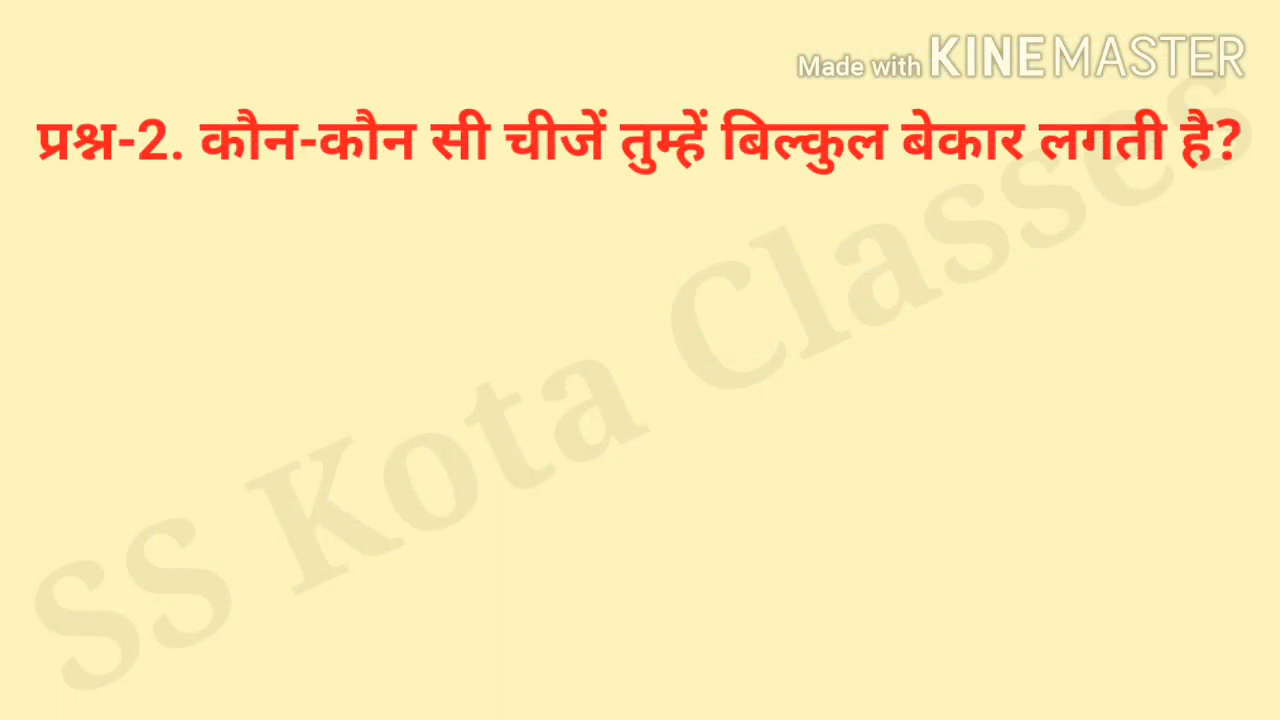 Made with KINEMASTER
प्रश्न-2. कौन-कौन सी चीजें तुम्हें बिल्कुल बेकार लगती है?
SS Kota Classes